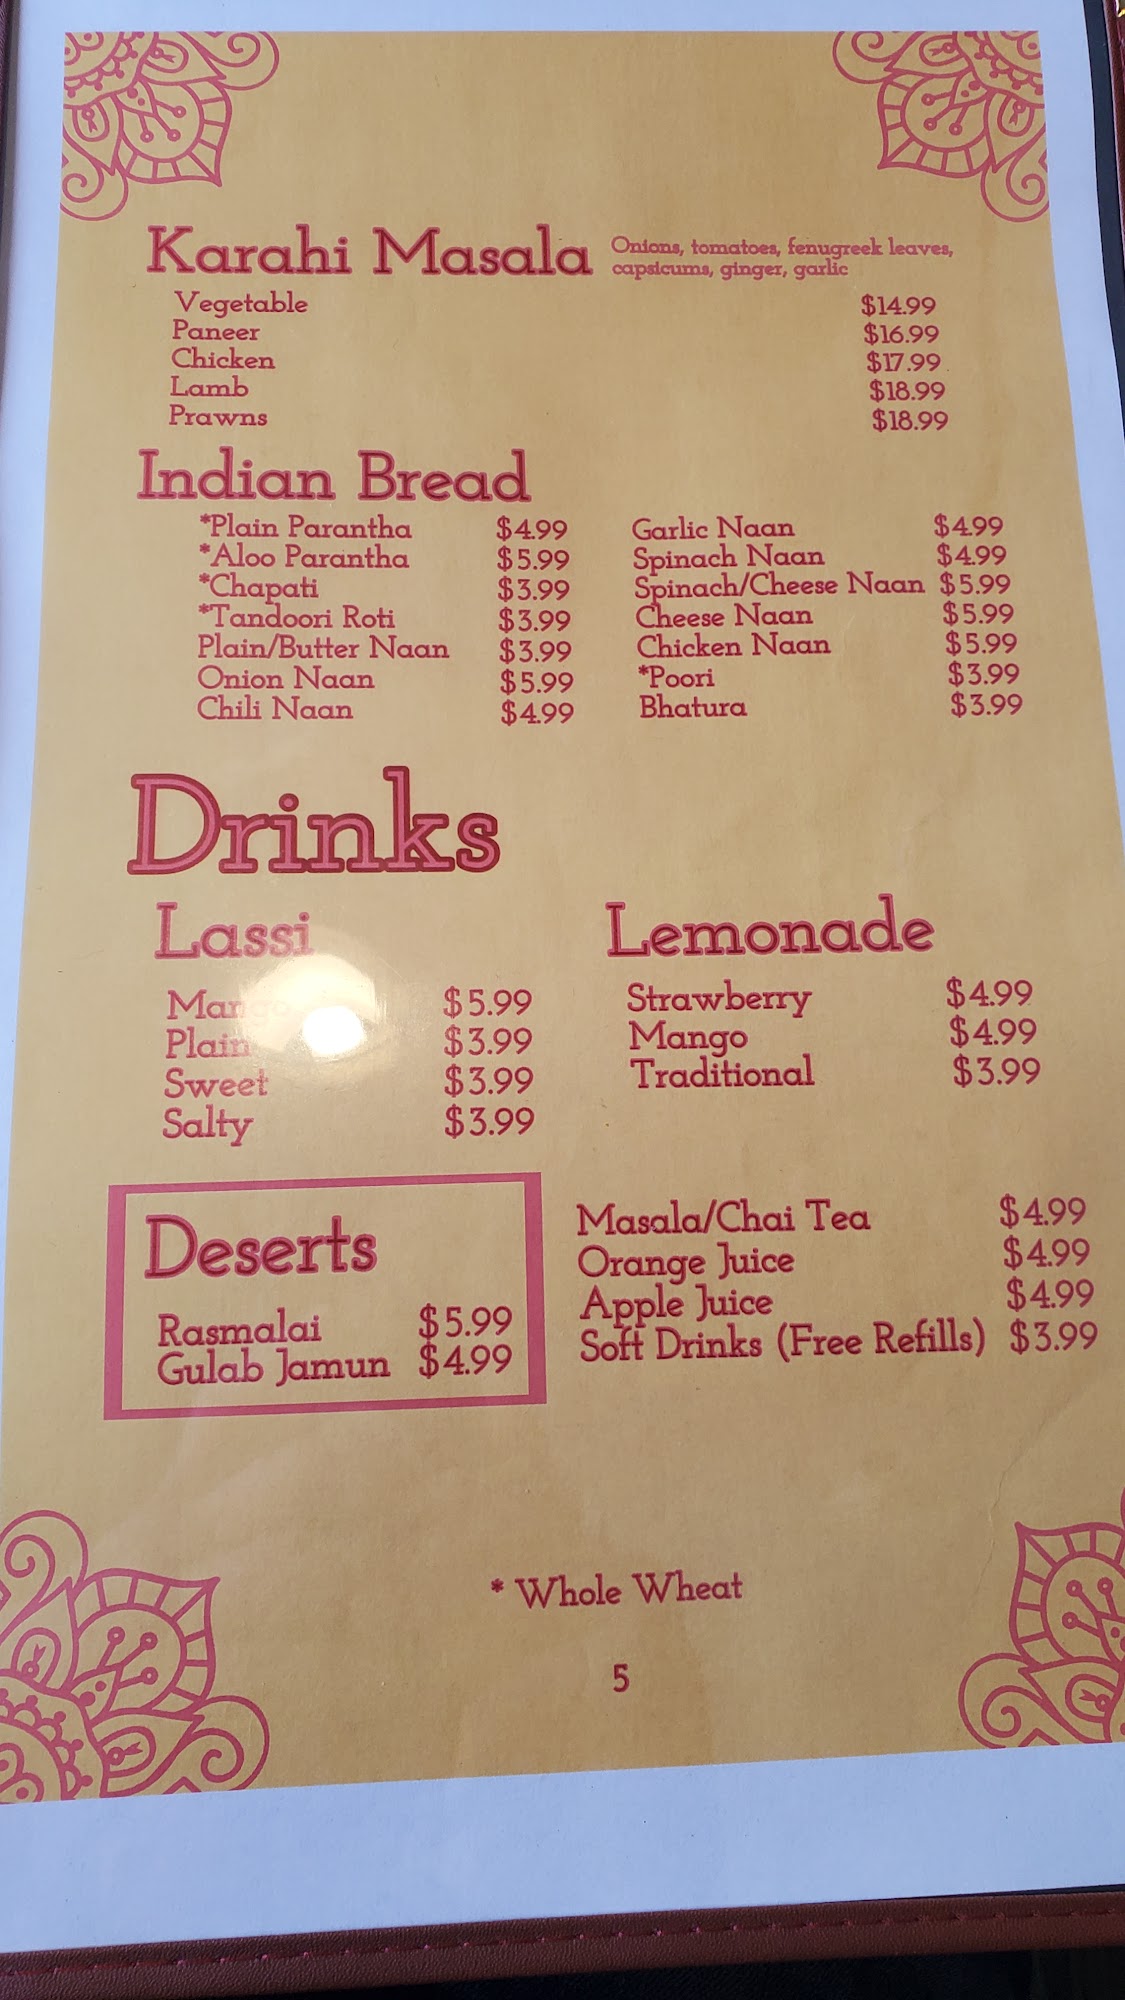 Karahi Masala Onions, tomatoes, fenugreek leaves,
capsicums, ginger, garlic
Vegetable $14.99
Paneer $16.99
Chicken $17.99
Lamb $18.99
Prawns $18.99
Indian Bread
*Plain Parantha $4.99
*Aloo Parantha $5.99
*Chapati $3.99
*Tandoori Roti $3.99
Plain/Butter Naan $3.99
Onion Naan $5.99
Chili Naan $4.99
Garlic Naan $4.99
Spinach Naan $4.99
Spinach/Cheese Naan $5.99
Cheese Naan $5.99
Chicken Naan $5.99
*Poori $3.99
Bhatura $3.99
Drinks
Lassi
Mango $5.99
Plain $3.99
Sweet $3.99
Salty $3.99
Lemonade
Strawberry $4.99
Mango $4.99
Traditional $3.99
Deserts
Rasmalai $5.99
Gulab Jamun $4.99
Masala/Chai Tea $4.99
Orange Juice $4.99
Apple Juice $4.99
Soft Drinks (Free Refills) $3.99
* Whole Wheat
5